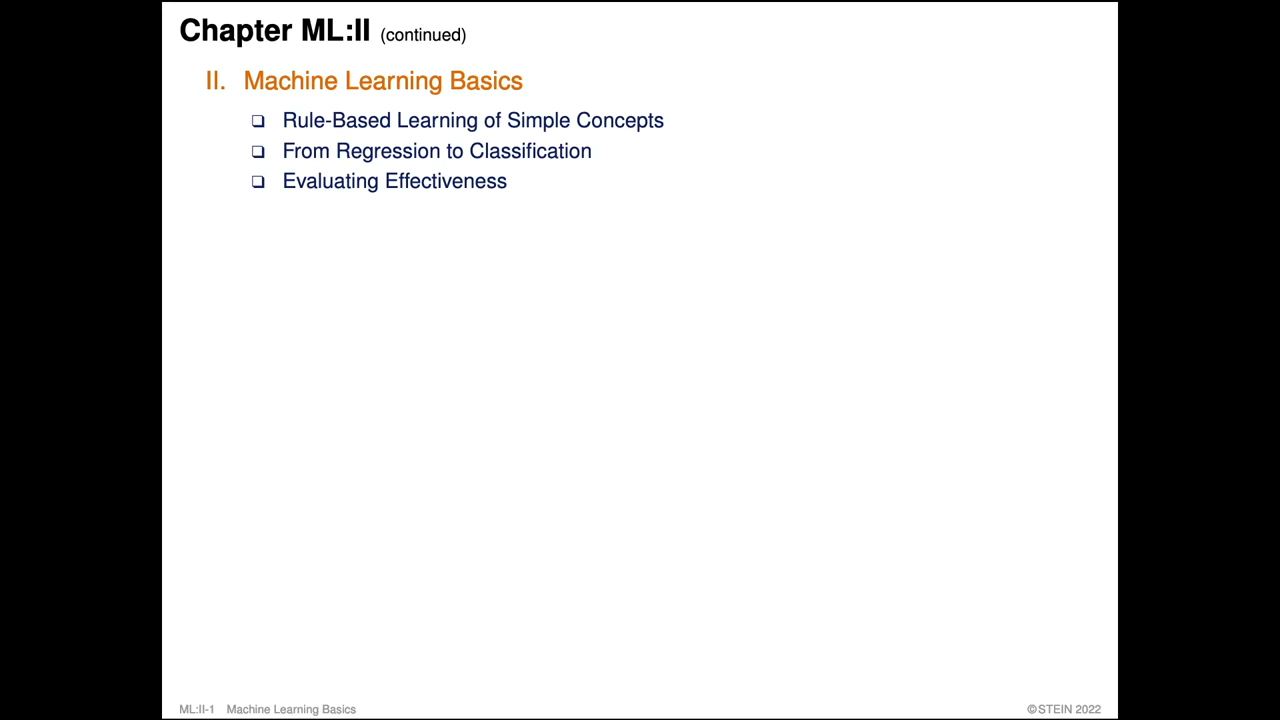 Chapter ML:II (continued)
II. Machine Learning Basics
❑ Rule-Based Learning of Simple Concepts
❑ From Regression to Classification
❑ Evaluating Effectiveness
ML:II-1 Machine Learning Basics ©STEIN 2022